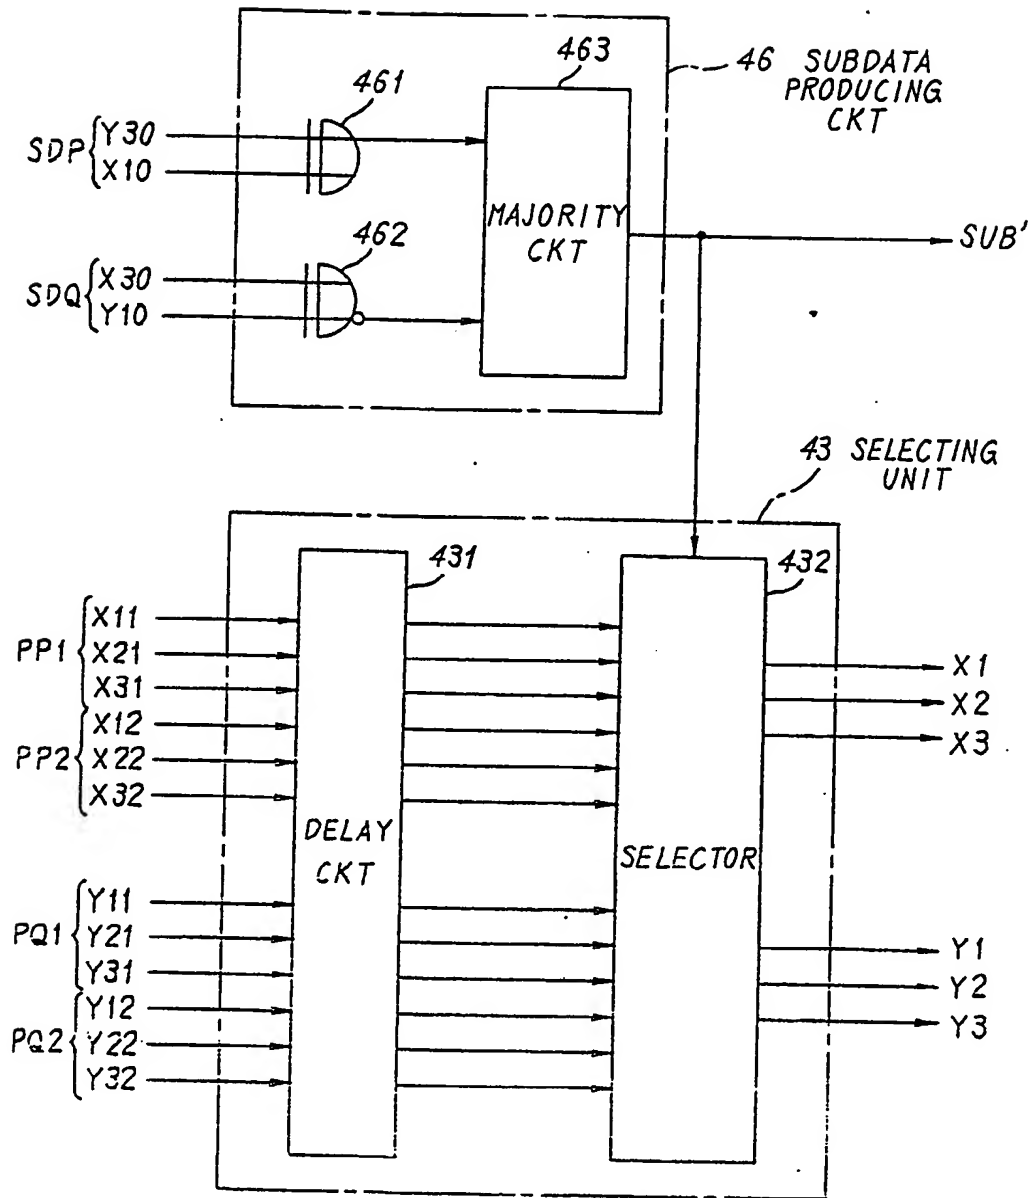 461
463
46 SUBDATA
PRODUCING
CKT
SDP
Y30
X10
MAJORITY
CKT
SUB'
462
SDQ
X30
Y10
43 SELECTING
UNIT
431
432
PP1
X11
X21
X31
PP2
X12
X22
X32
DELAY
CKT
SELECTOR
X1
X2
X3
PQ1
Y11
Y21
Y31
PQ2
Y12
Y22
Y32
Y1
Y2
Y3